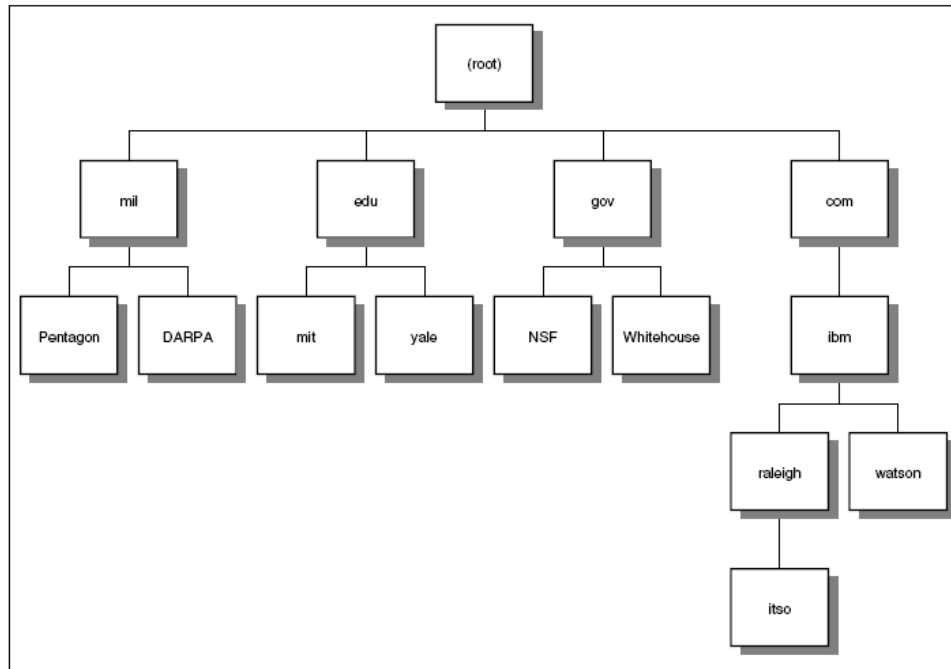 (root)
mil
edu
gov
com
Pentagon
DARPA
mit
yale
NSF
Whitehouse
ibm
raleigh
watson
itso